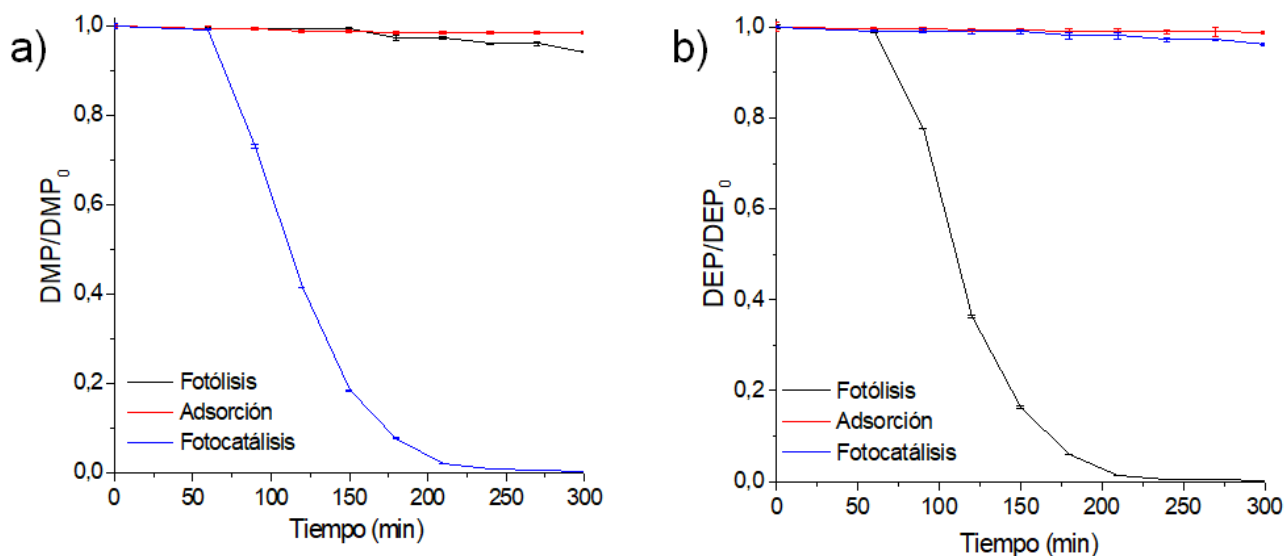 a)
DMP/DMP₀
1,0
0,8
0,6
0,4
0,2
0,0
Fotólisis
Adsorción
Fotocatálisis
0 50 100 150 200 250 300
Tiempo (min)
b)
DEP/DEP₀
1,0
0,8
0,6
0,4
0,2
0,0
Fotólisis
Adsorción
Fotocatálisis
0 50 100 150 200 250 300
Tiempo (min)